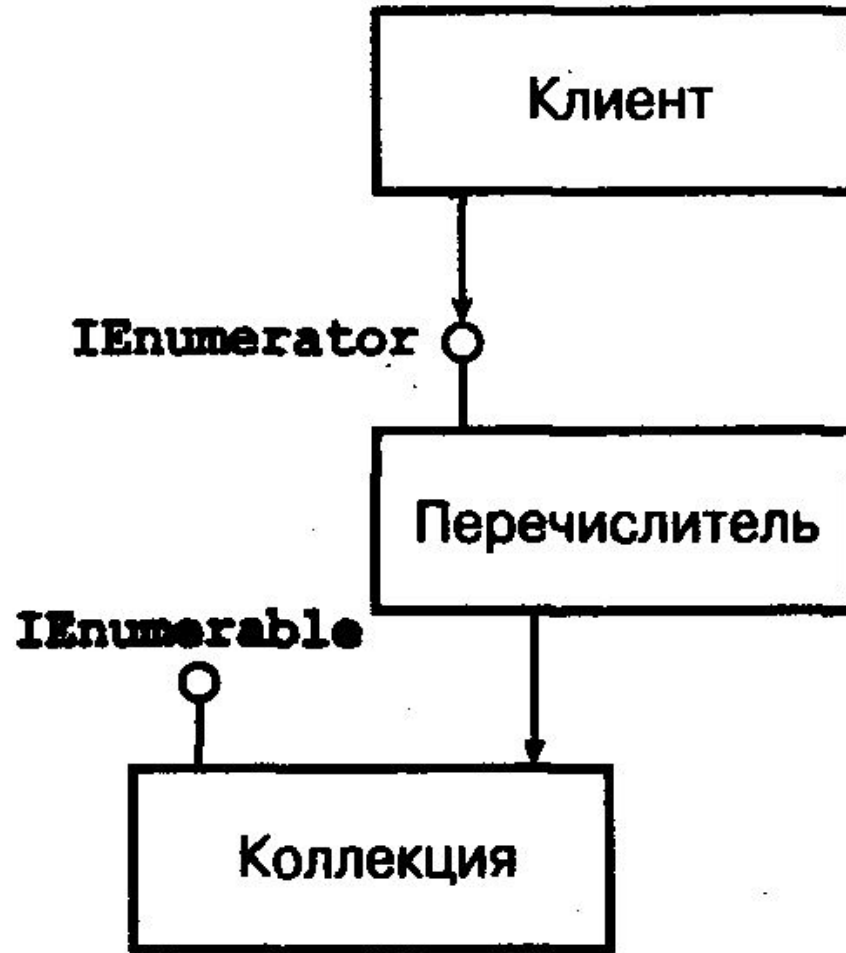 Клиент
IEnumerator
Перечислитель
IEnumerable
Коллекция